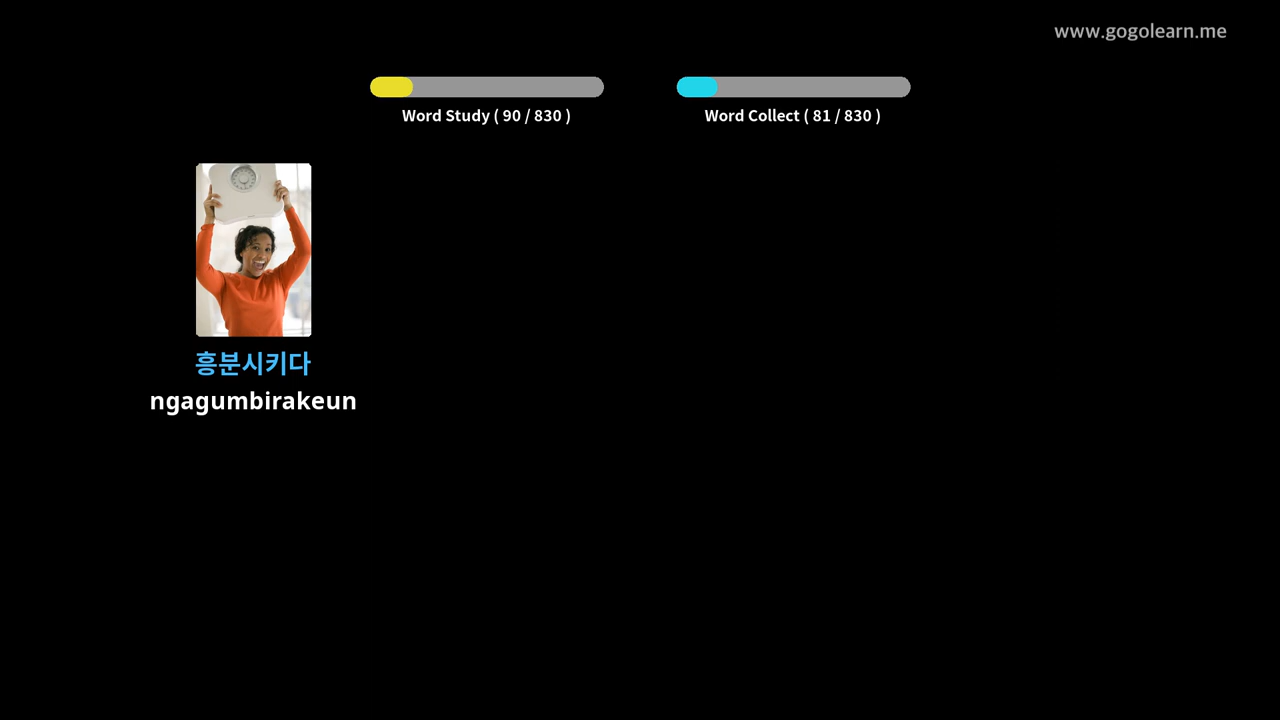 www.gogolearn.me
Word Study ( 90 / 830 )
Word Collect ( 81 / 830 )
흥분시키다
ngagumbirakeun